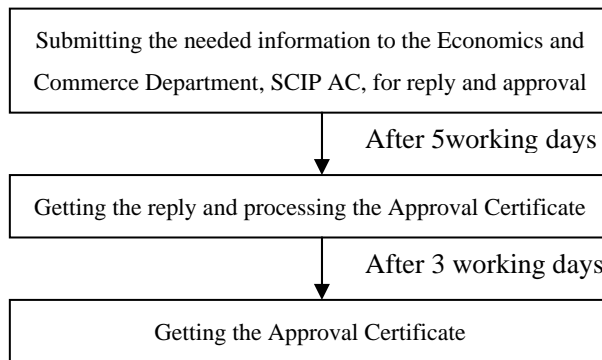 Submitting the needed information to the Economics and
Commerce Department, SCIP AC, for reply and approval
After 5working days
Getting the reply and processing the Approval Certificate
After 3 working days
Getting the Approval Certificate